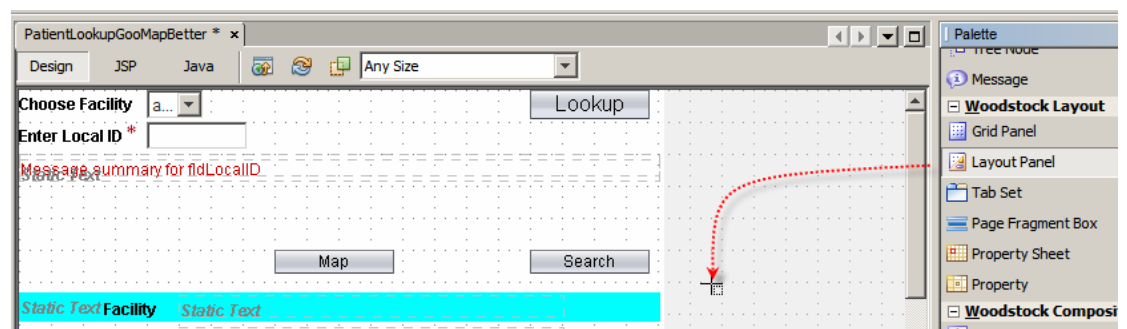 PatientLookupGooMapBetter * x
Palette
Design JSP Java Any Size
Tree Node
Message
Choose Facility a... Lookup
Woodstock Layout
Enter Local ID *
Grid Panel
Message summary for fldLocalID
Static Text
Layout Panel
Tab Set
Page Fragment Box
Map Search
Property Sheet
Property
Static Text Facility Static Text
Woodstock Composi